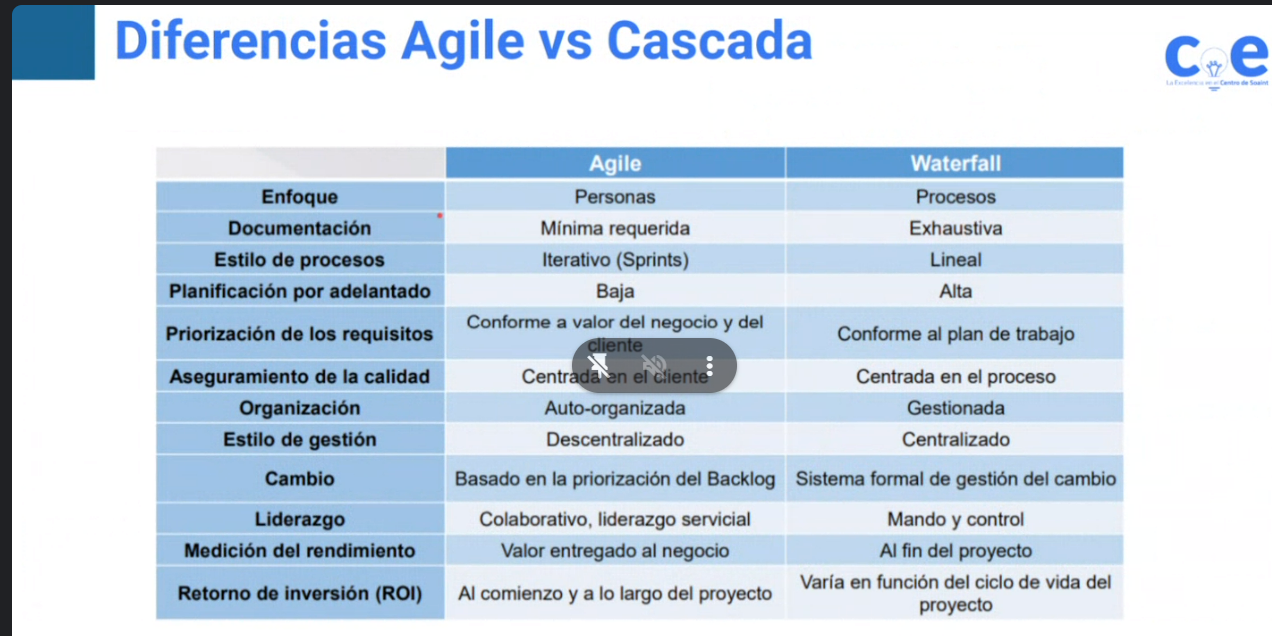 Diferencias Agile vs Cascada
c e
La Excelencia en el Centro de Soaint
Agile Waterfall
Enfoque Personas Procesos
Documentación Mínima requerida Exhaustiva
Estilo de procesos Iterativo (Sprints) Lineal
Planificación por adelantado Baja Alta
Priorización de los requisitos Conforme a valor del negocio y del
cliente Conforme al plan de trabajo
Aseguramiento de la calidad Centrada en el cliente Centrada en el proceso
Organización Auto-organizada Gestionada
Estilo de gestión Descentralizado Centralizado
Cambio Basado en la priorización del Backlog Sistema formal de gestión del cambio
Liderazgo Colaborativo, liderazgo servicial Mando y control
Medición del rendimiento Valor entregado al negocio Al fin del proyecto
Retorno de inversión (ROI) Al comienzo y a lo largo del proyecto Varía en función del ciclo de vida del
proyecto